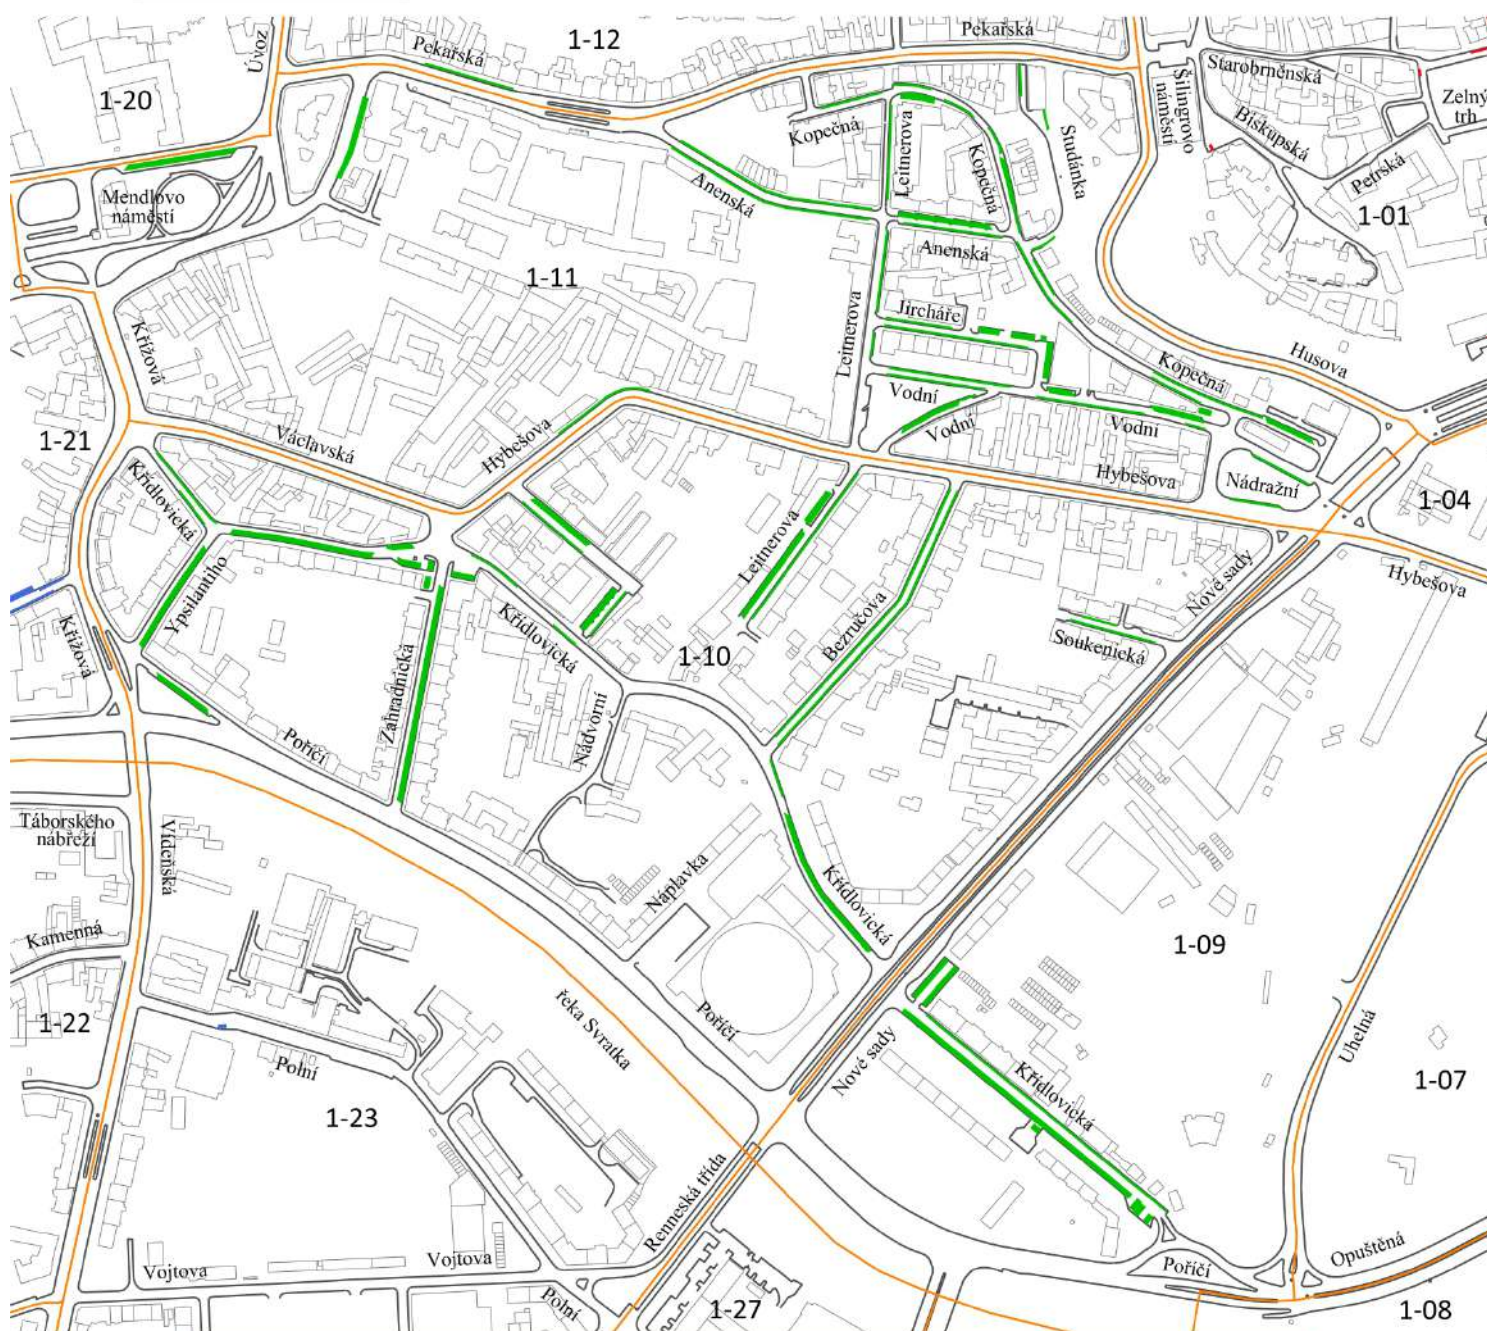 Pekařská
1-12
Pekařská
Úvoz
Starobrněnská
Šilingrovo
náměstí
1-20
Zelný
trh
Biskupská
Kopečná
Leitnerova
Kopečná
Studánka
Petrská
Mendlovo
náměstí
Anenská
1-01
Anenská
1-11
Jircháře
Leitnerova
Křížová
Husova
Kopečná
Vodní
Vodní
Vodní
1-21
Václavská
Hybešova
Hybešova
Nádražní
Křídlovická
1-04
Leitnerova
Ypsilantiho
Hybešova
Nové sady
Křížová
Křídlovická
Bezručova
Soukenická
1-10
Zahradnická
Nádvorní
Poříčí
Táborského
nábřeží
Vídeňská
Náplavka
Křídlovická
Kamenná
1-09
1-22
řeka Svratka
Poříčí
Uhelná
Nové sady
Polní
Křídlovická
1-07
1-23
Renneská třída
Vojtova
Vojtova
Opuštěná
Poříčí
Polní
1-27
1-08